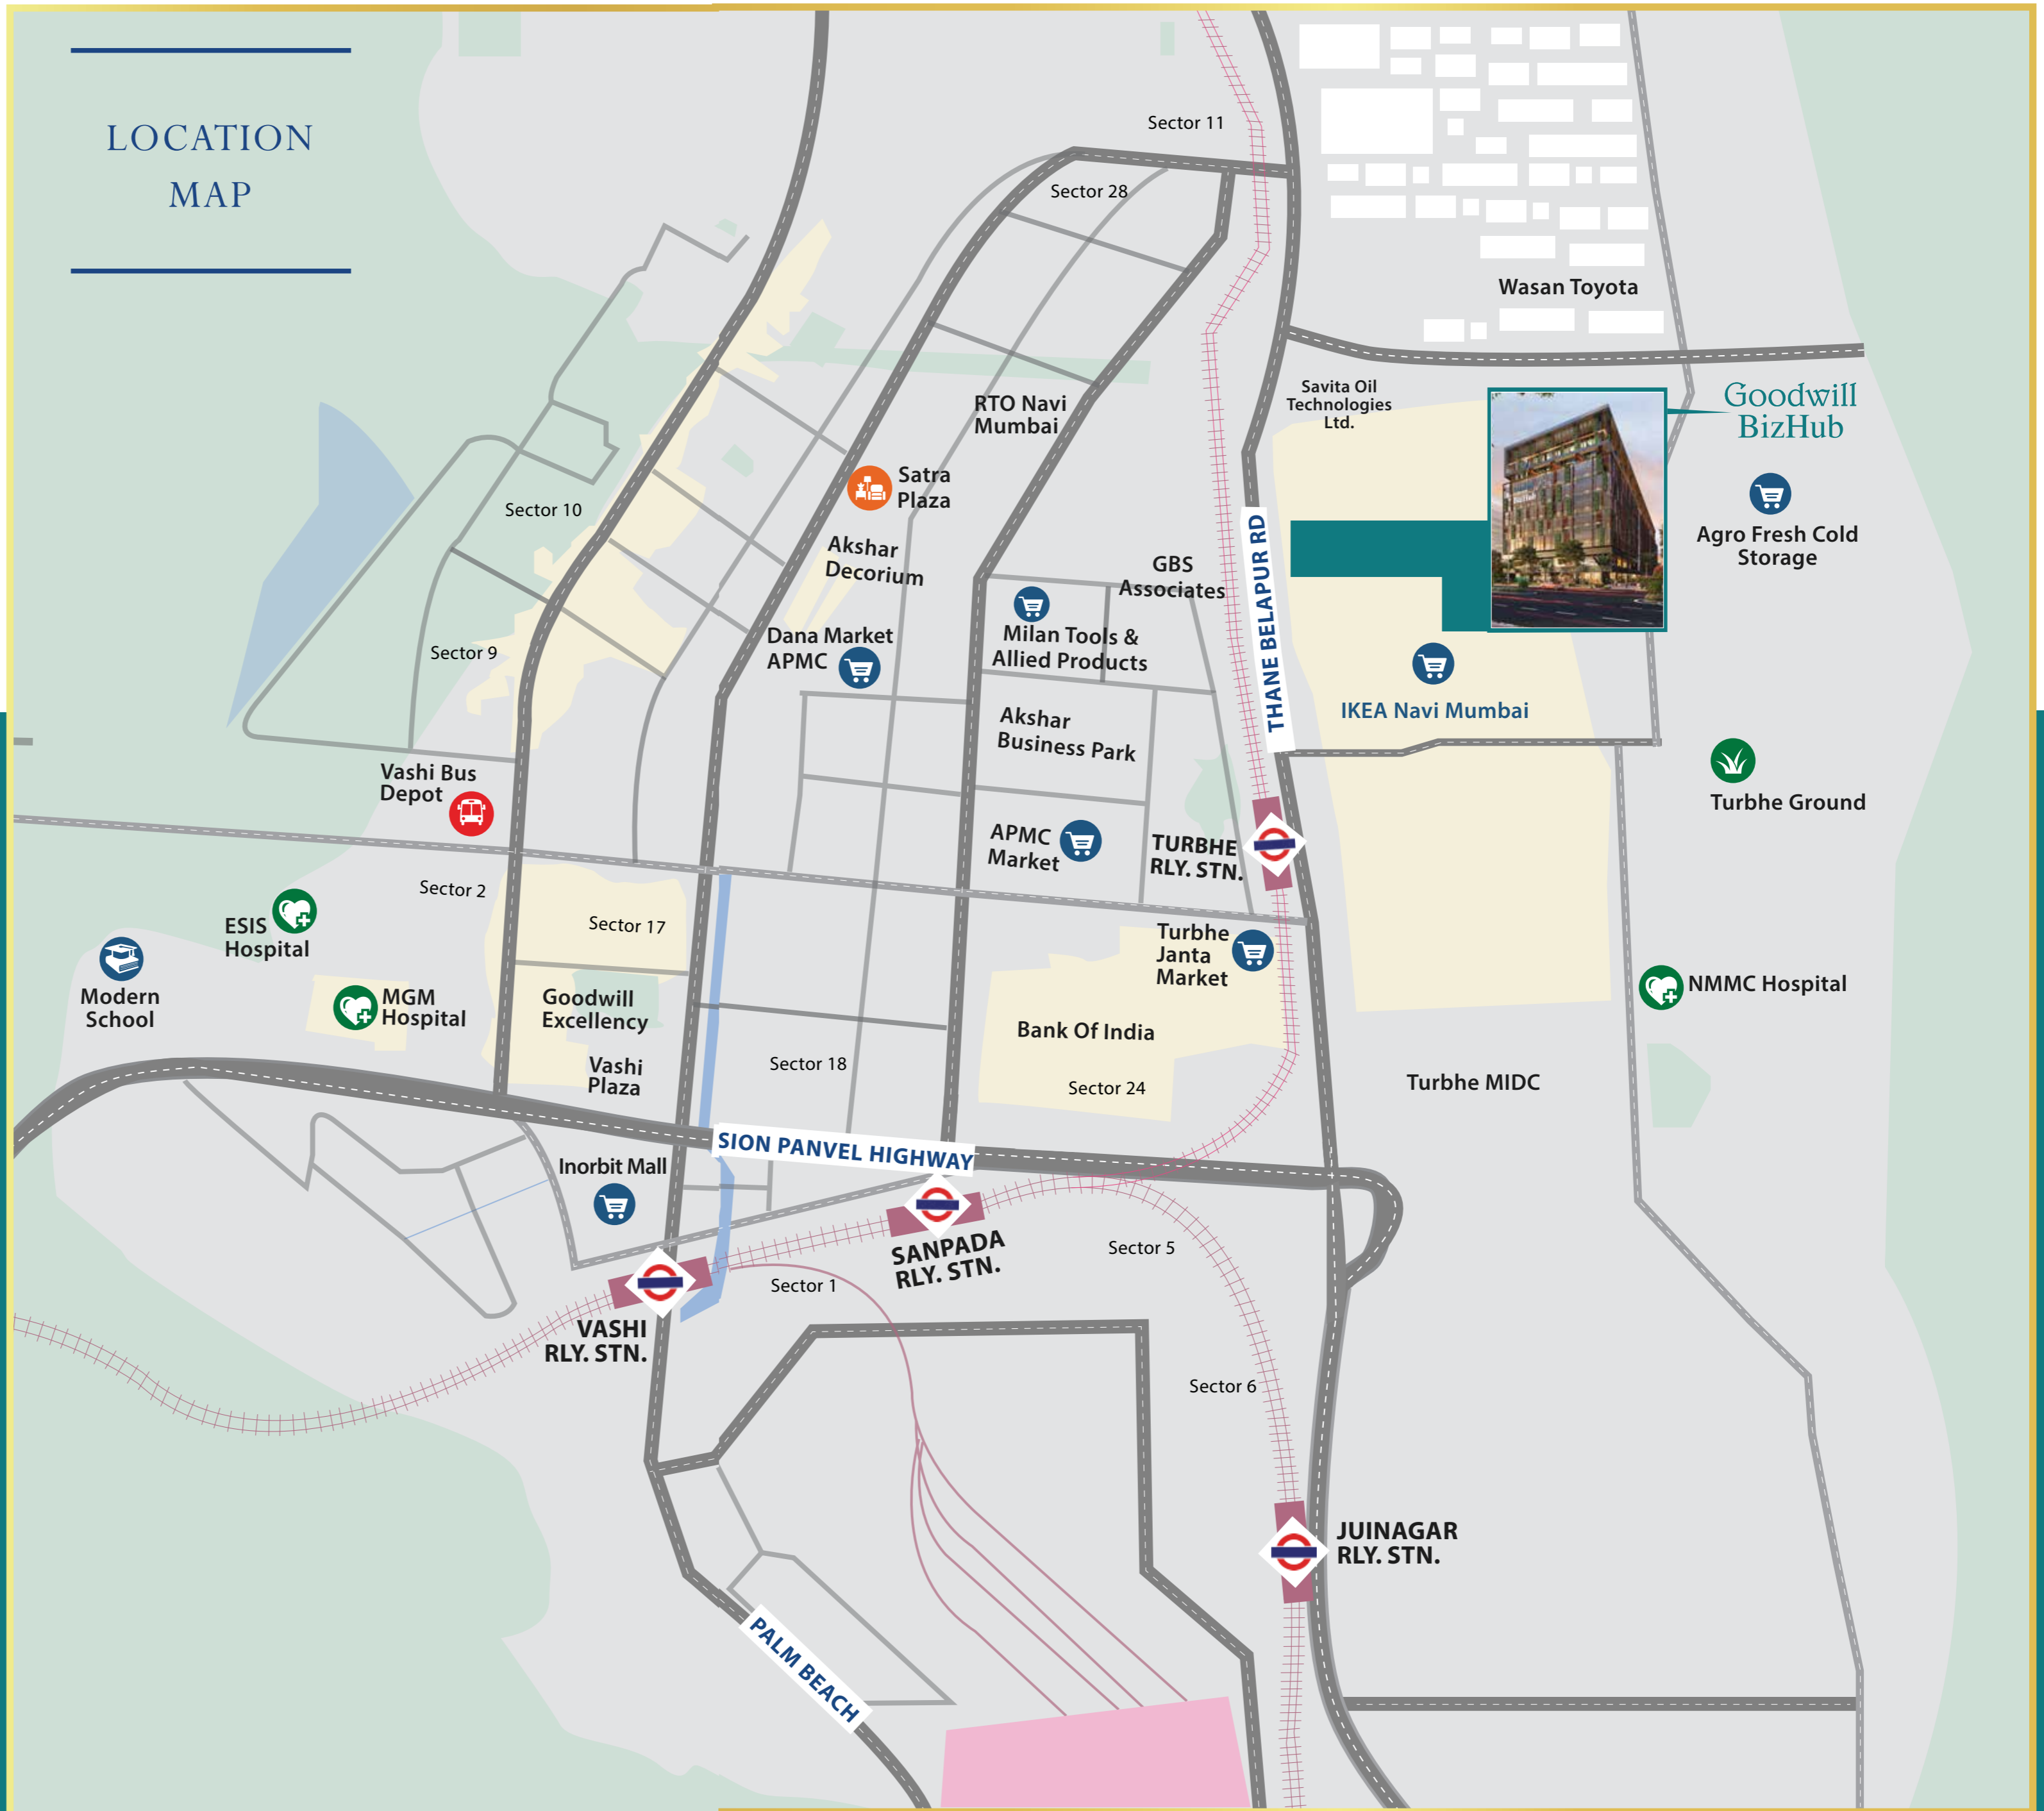 LOCATION
MAP
Sector 11
Sector 28
Wasan Toyota
Savita Oil
Technologies
Ltd.
Goodwill
BizHub
RTO Navi
Mumbai
Satra
Plaza
Sector 10
Agro Fresh Cold
Storage
Akshar
Decorium
GBS
Associates
THANE BELAPUR RD
Milan Tools &
Allied Products
Dana Market
APMC
Sector 9
IKEA Navi Mumbai
Akshar
Business Park
Vashi Bus
Depot
Turbhe Ground
APMC
Market
TURBHE
RLY. STN.
Sector 2
Sector 17
ESIS
Hospital
Turbhe
Janta
Market
NMMC Hospital
Modern
School
MGM
Hospital
Goodwill
Excellency
Bank Of India
Vashi
Plaza
Sector 18
Sector 24
Turbhe MIDC
SION PANVEL HIGHWAY
Inorbit Mall
SANPADA
RLY. STN.
Sector 5
Sector 1
VASHI
RLY. STN.
Sector 6
JUINAGAR
RLY. STN.
PALM BEACH